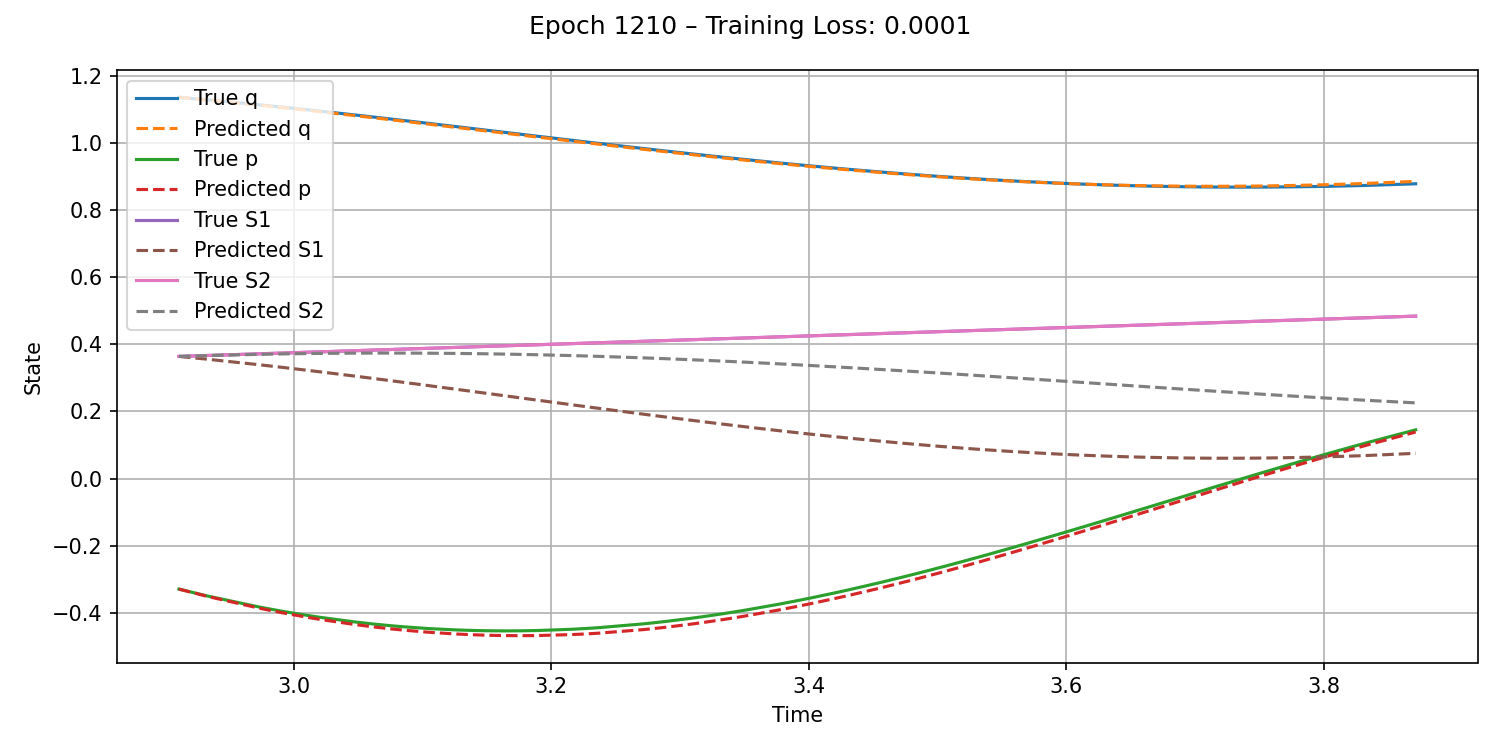 Epoch 1210 – Training Loss: 0.0001
1.2
1.0
0.8
0.6
0.4
0.2
0.0
−0.2
−0.4
State
True q
Predicted q
True p
Predicted p
True S1
Predicted S1
True S2
Predicted S2
3.0 3.2 3.4 3.6 3.8
Time